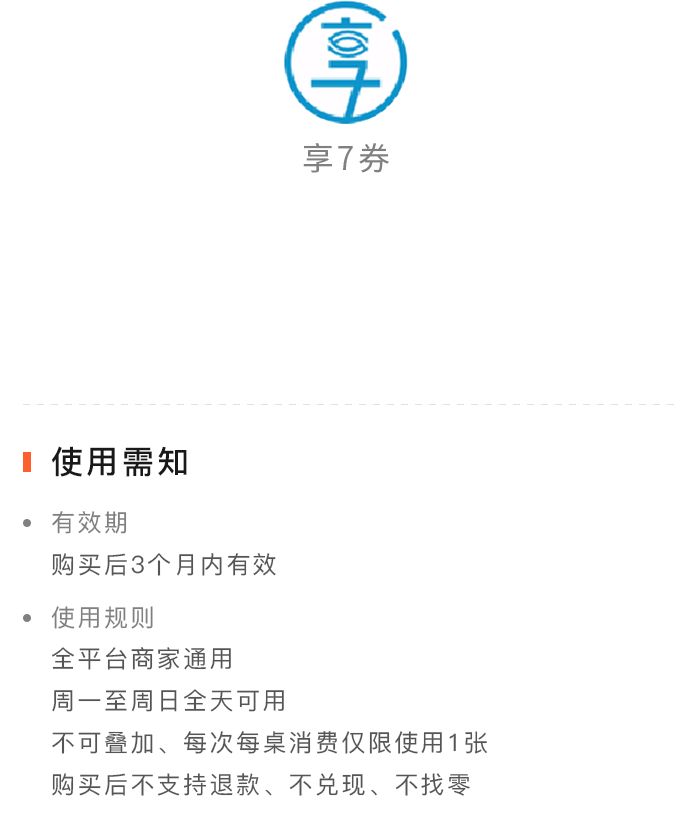 享7
享7券
使用需知
有效期
购买后3个月内有效
使用规则
全平台商家通用
周一至周日全天可用
不可叠加、每次每桌消费仅限使用1张
购买后不支持退款、不兑现、不找零